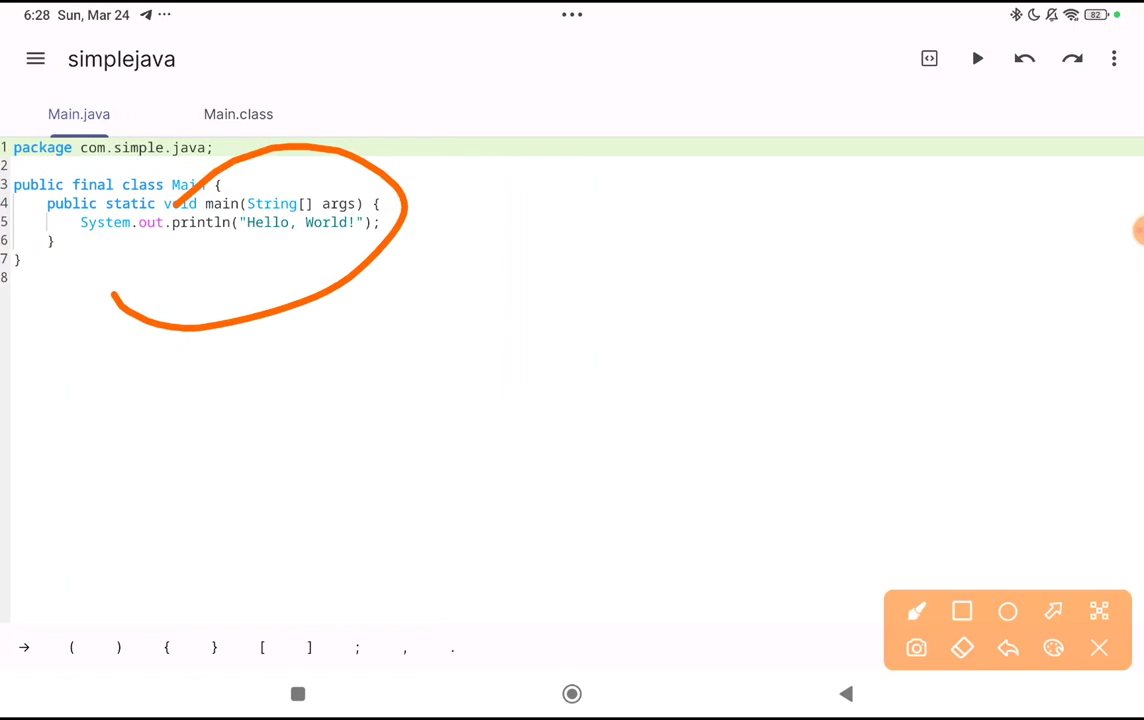 6:28 Sun, Mar 24
82
simplejava
Main.java Main.class
1 package com.simple.java;
2
3 public final class Main {
4 public static void main(String[] args) {
5 System.out.println("Hello, World!");
6 }
7 }
8
→ ( ) { } [ ] ; , .